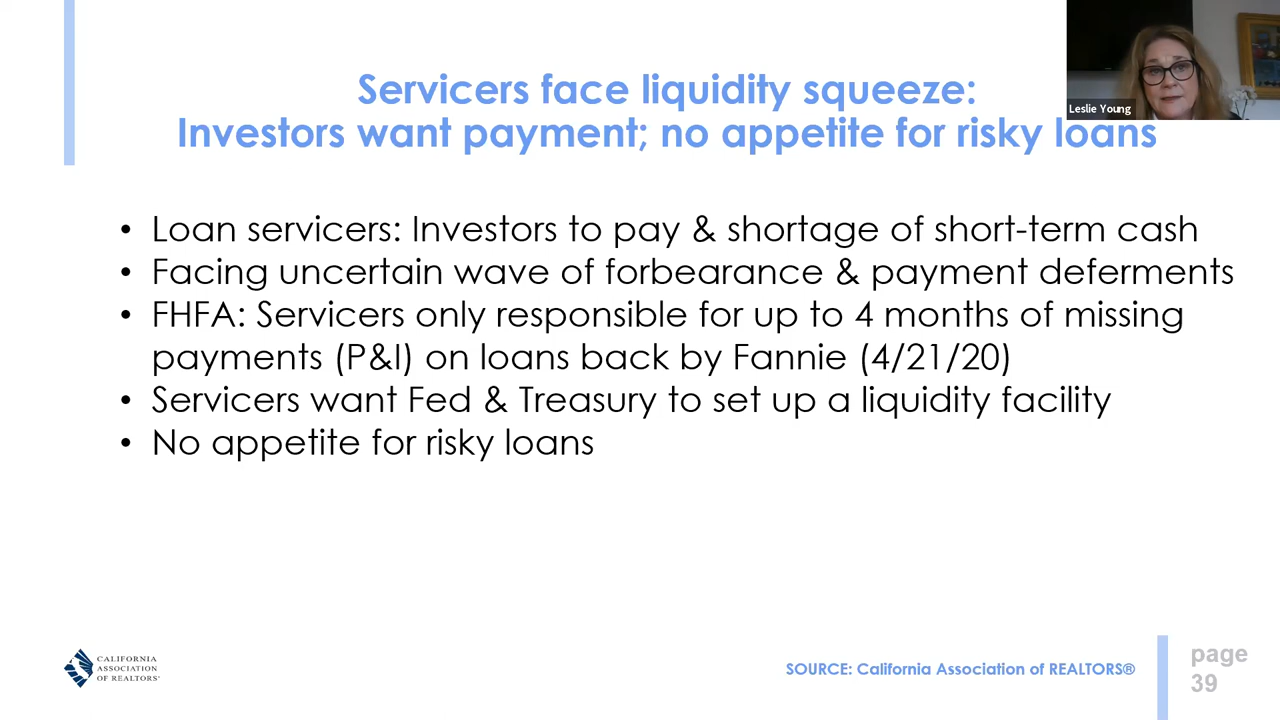 Servicers face liquidity squeeze:
Investors want payment; no appetite for risky loans
Leslie Young
• Loan servicers: Investors to pay & shortage of short-term cash
• Facing uncertain wave of forbearance & payment deferments
• FHFA: Servicers only responsible for up to 4 months of missing
payments (P&I) on loans back by Fannie (4/21/20)
• Servicers want Fed & Treasury to set up a liquidity facility
• No appetite for risky loans
CALIFORNIA
ASSOCIATION
OF REALTORS®
SOURCE: California Association of REALTORS®
page
39